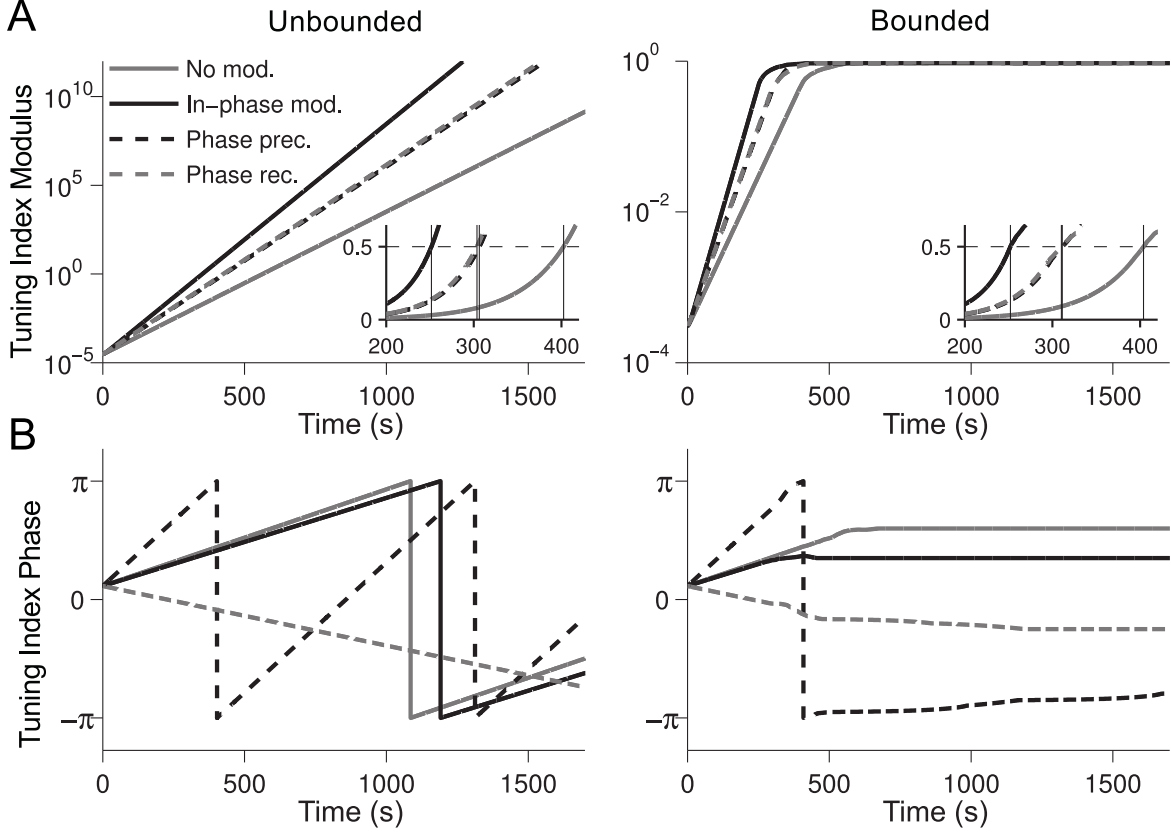 A
Unbounded
Bounded
Tuning Index Modulus
10^10
10^5
10^0
10^−5
No mod.
In−phase mod.
Phase prec.
Phase rec.
0.5
0
200
300
400
0
500
1000
1500
Time (s)
10^0
10^−2
10^−4
0.5
0
200
300
400
0
500
1000
1500
Time (s)
B
Tuning Index Phase
π
0
−π
0
500
1000
1500
Time (s)
π
0
−π
0
500
1000
1500
Time (s)